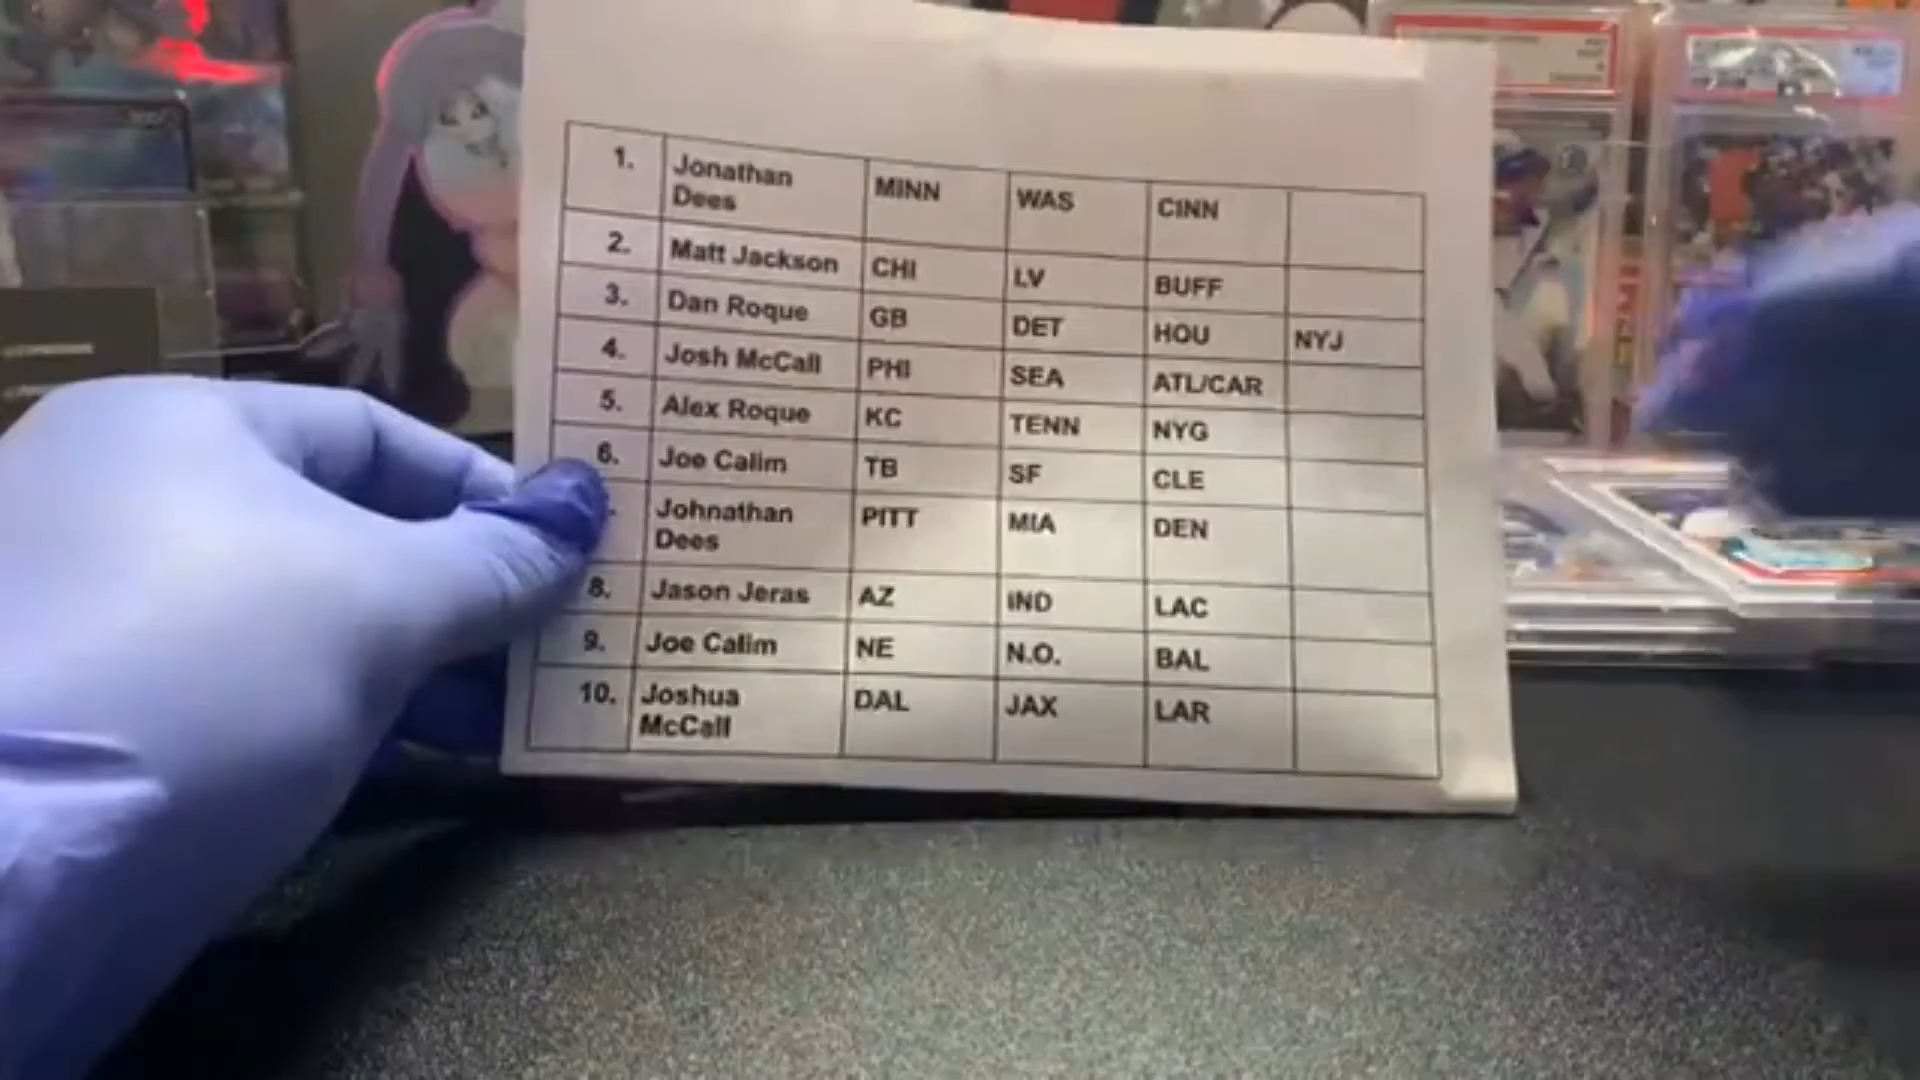 1. Jonathan Dees MINN WAS CINN
2. Matt Jackson CHI LV BUFF
3. Dan Roque GB DET HOU NYJ
4. Josh McCall PHI SEA ATL/CAR
5. Alex Roque KC TENN NYG
6. Joe Calim TB SF CLE
Johnathan Dees PITT MIA DEN
8. Jason Jeras AZ IND LAC
9. Joe Calim NE N.O. BAL
10. Joshua McCall DAL JAX LAR